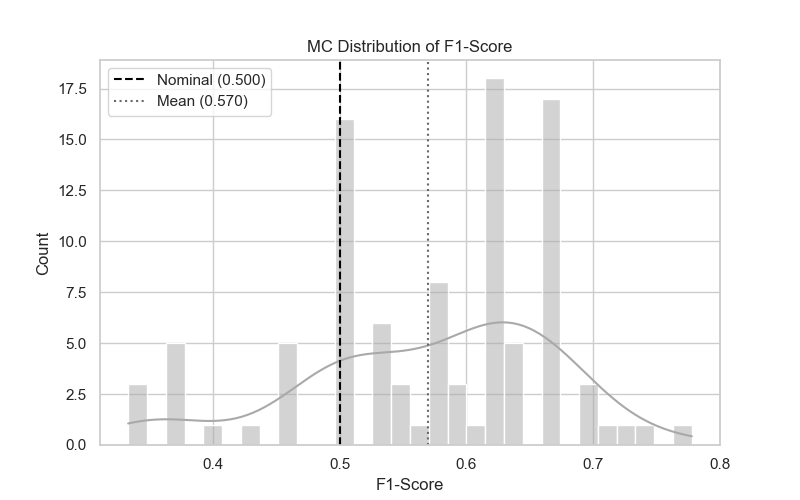 MC Distribution of F1-Score
Nominal (0.500)
Mean (0.570)
17.5
15.0
12.5
10.0
7.5
5.0
2.5
0.0
Count
0.4 0.5 0.6 0.7 0.8
F1-Score